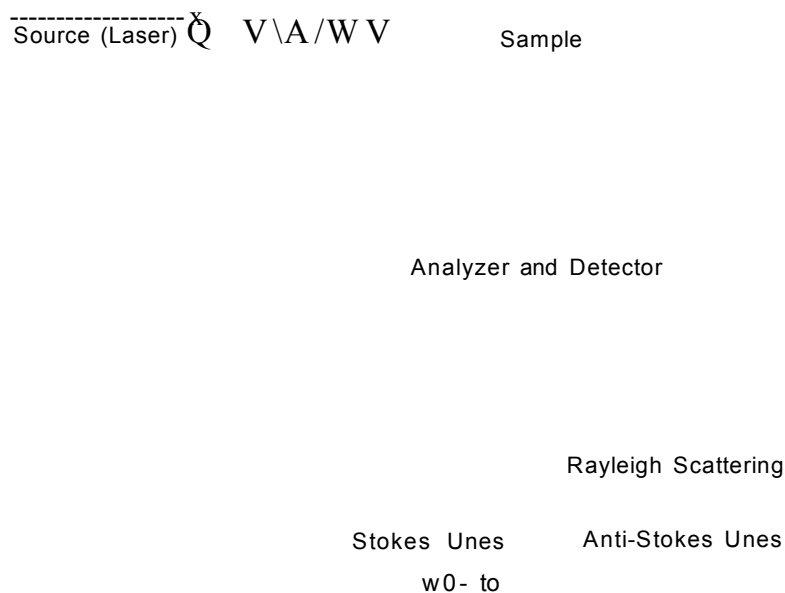 Source (Laser) Q V\A/W V Sample
x
Analyzer and Detector
Rayleigh Scattering
Stokes Unes Anti-Stokes Unes
w0- to